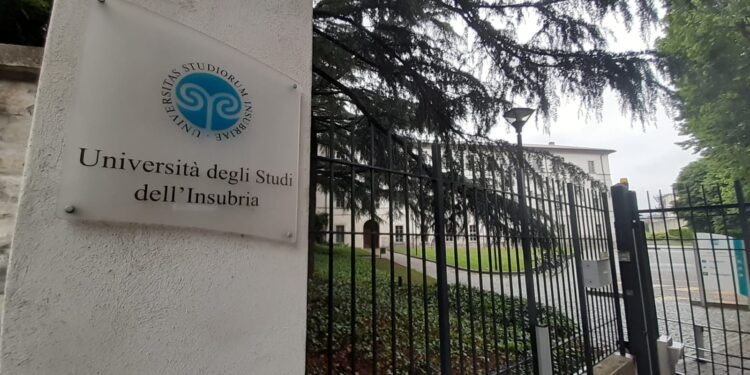 UNIVERSITAS STUDIORUM INSUBRIAE
Università degli Studi
dell'Insubria